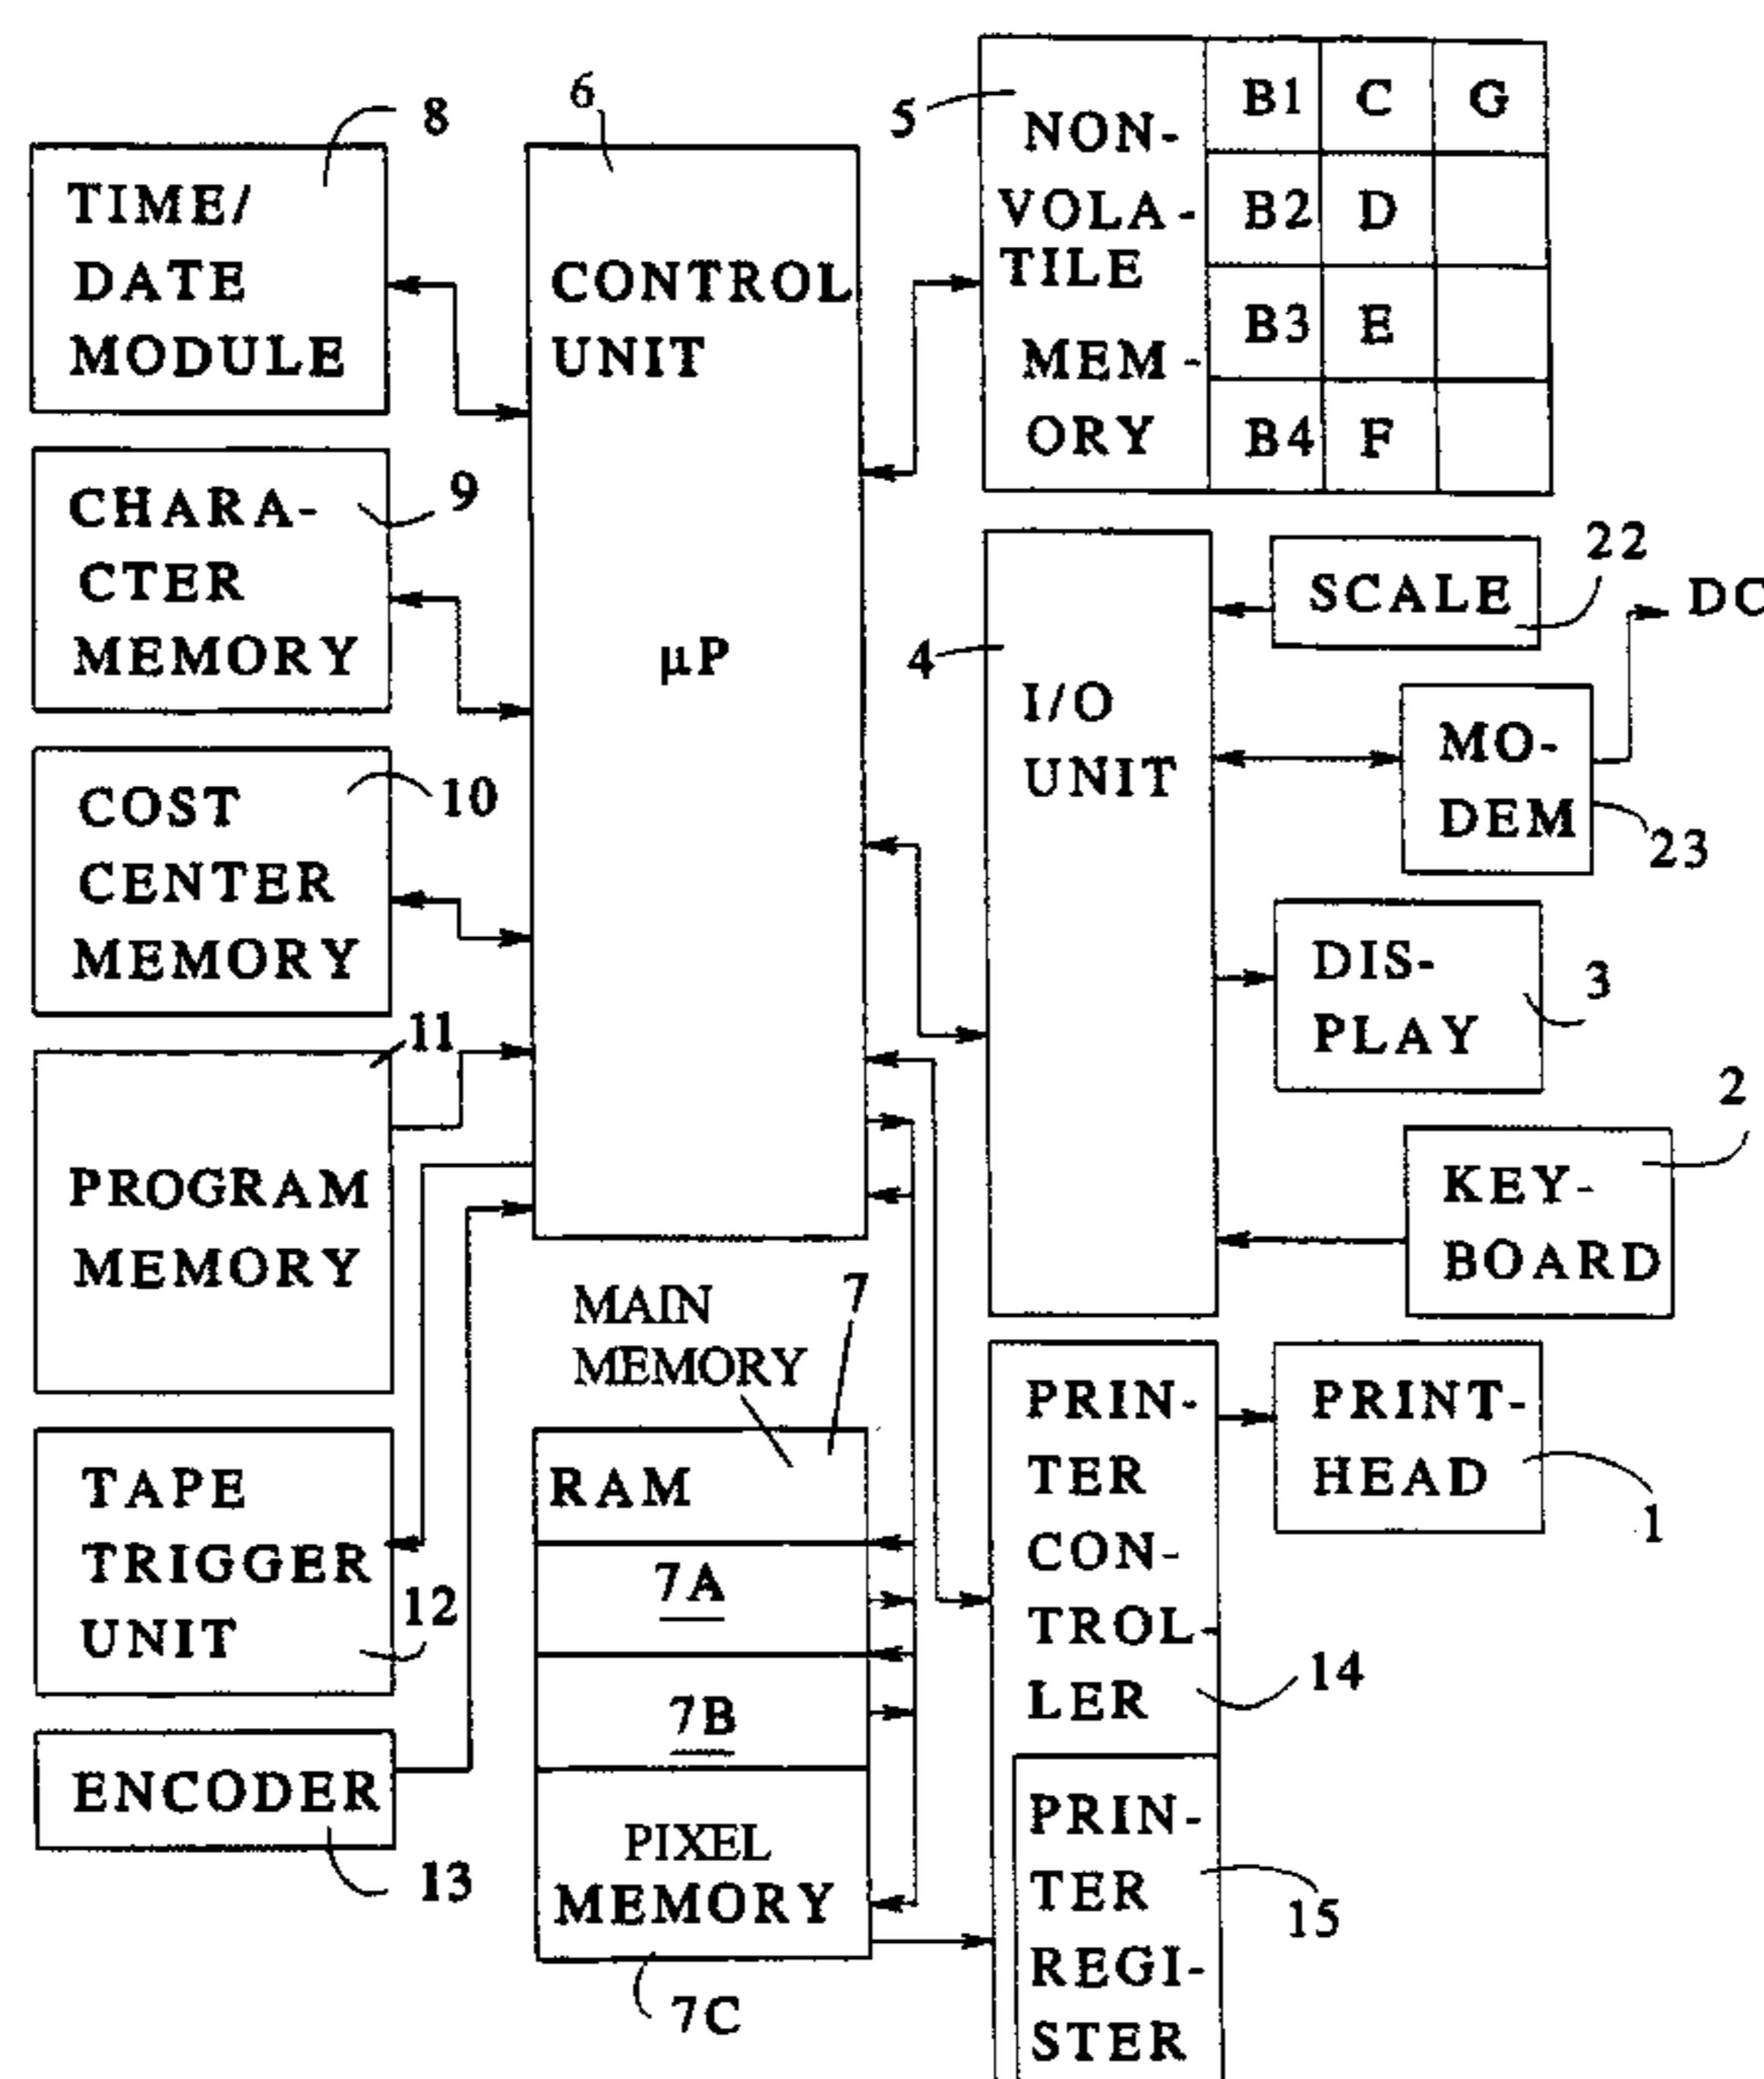 8
TIME/
DATE
MODULE
9
CHARA-
CTER
MEMORY
10
COST
CENTER
MEMORY
11
PROGRAM
MEMORY
TAPE
TRIGGER
UNIT
12
ENCODER
13
6
CONTROL
UNIT
µP
MAIN
MEMORY
7
RAM
7A
7B
PIXEL
MEMORY
7C
5
NON-
VOLA-
TILE
MEM-
ORY
B1 C G
B2 D
B3 E
B4 F
4
I/O
UNIT
22
SCALE
DC
MO-
DEM
23
DIS-
PLAY
3
2
KEY-
BOARD
PRIN-
TER
CON-
TROL-
LER
14
PRINT-
HEAD
1
PRIN-
TER
REGI-
STER
15